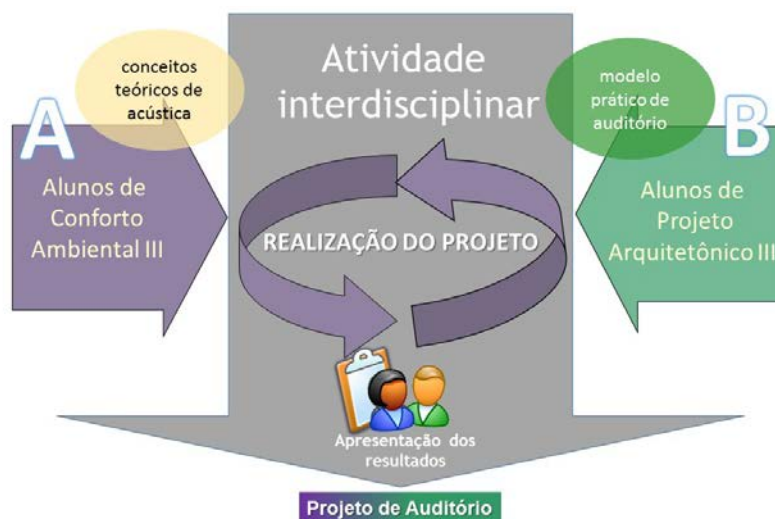 Atividade
interdisciplinar
conceitos
teóricos de
acústica
modelo
prático de
auditório
A
B
Alunos de
Conforto
Ambiental III
REALIZAÇÃO DO PROJETO
Alunos de
Projeto
Arquitetônico III
Apresentação dos
resultados
Projeto de Auditório